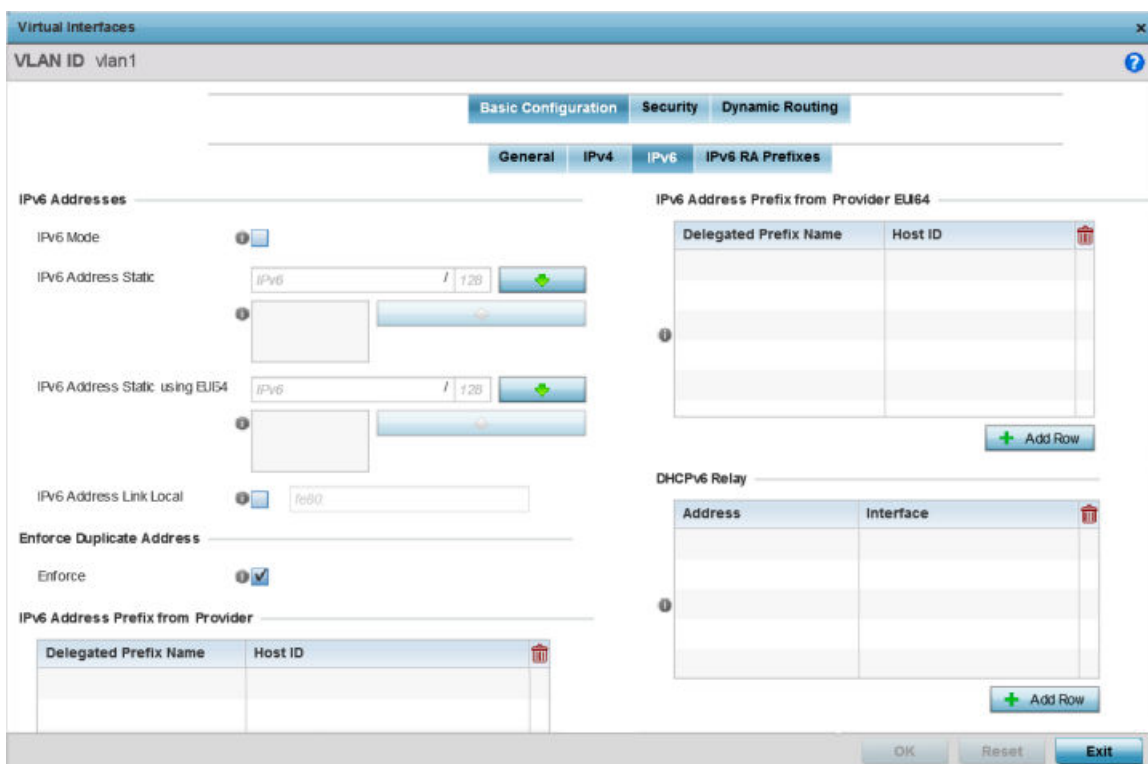 Virtual Interfaces
VLAN ID vlan1
Basic Configuration Security Dynamic Routing
General IPv4 IPv6 IPv6 RA Prefixes
IPv6 Addresses
IPv6 Mode
IPv6 Address Static IPv6 / 128
IPv6 Address Static using EUI64 IPv6 / 128
IPv6 Address Link Local fe80:
Enforce Duplicate Address
Enforce
IPv6 Address Prefix from Provider
Delegated Prefix Name Host ID
IPv6 Address Prefix from Provider EUI64
Delegated Prefix Name Host ID
Add Row
DHCPv6 Relay
Address Interface
Add Row
OK Reset Exit